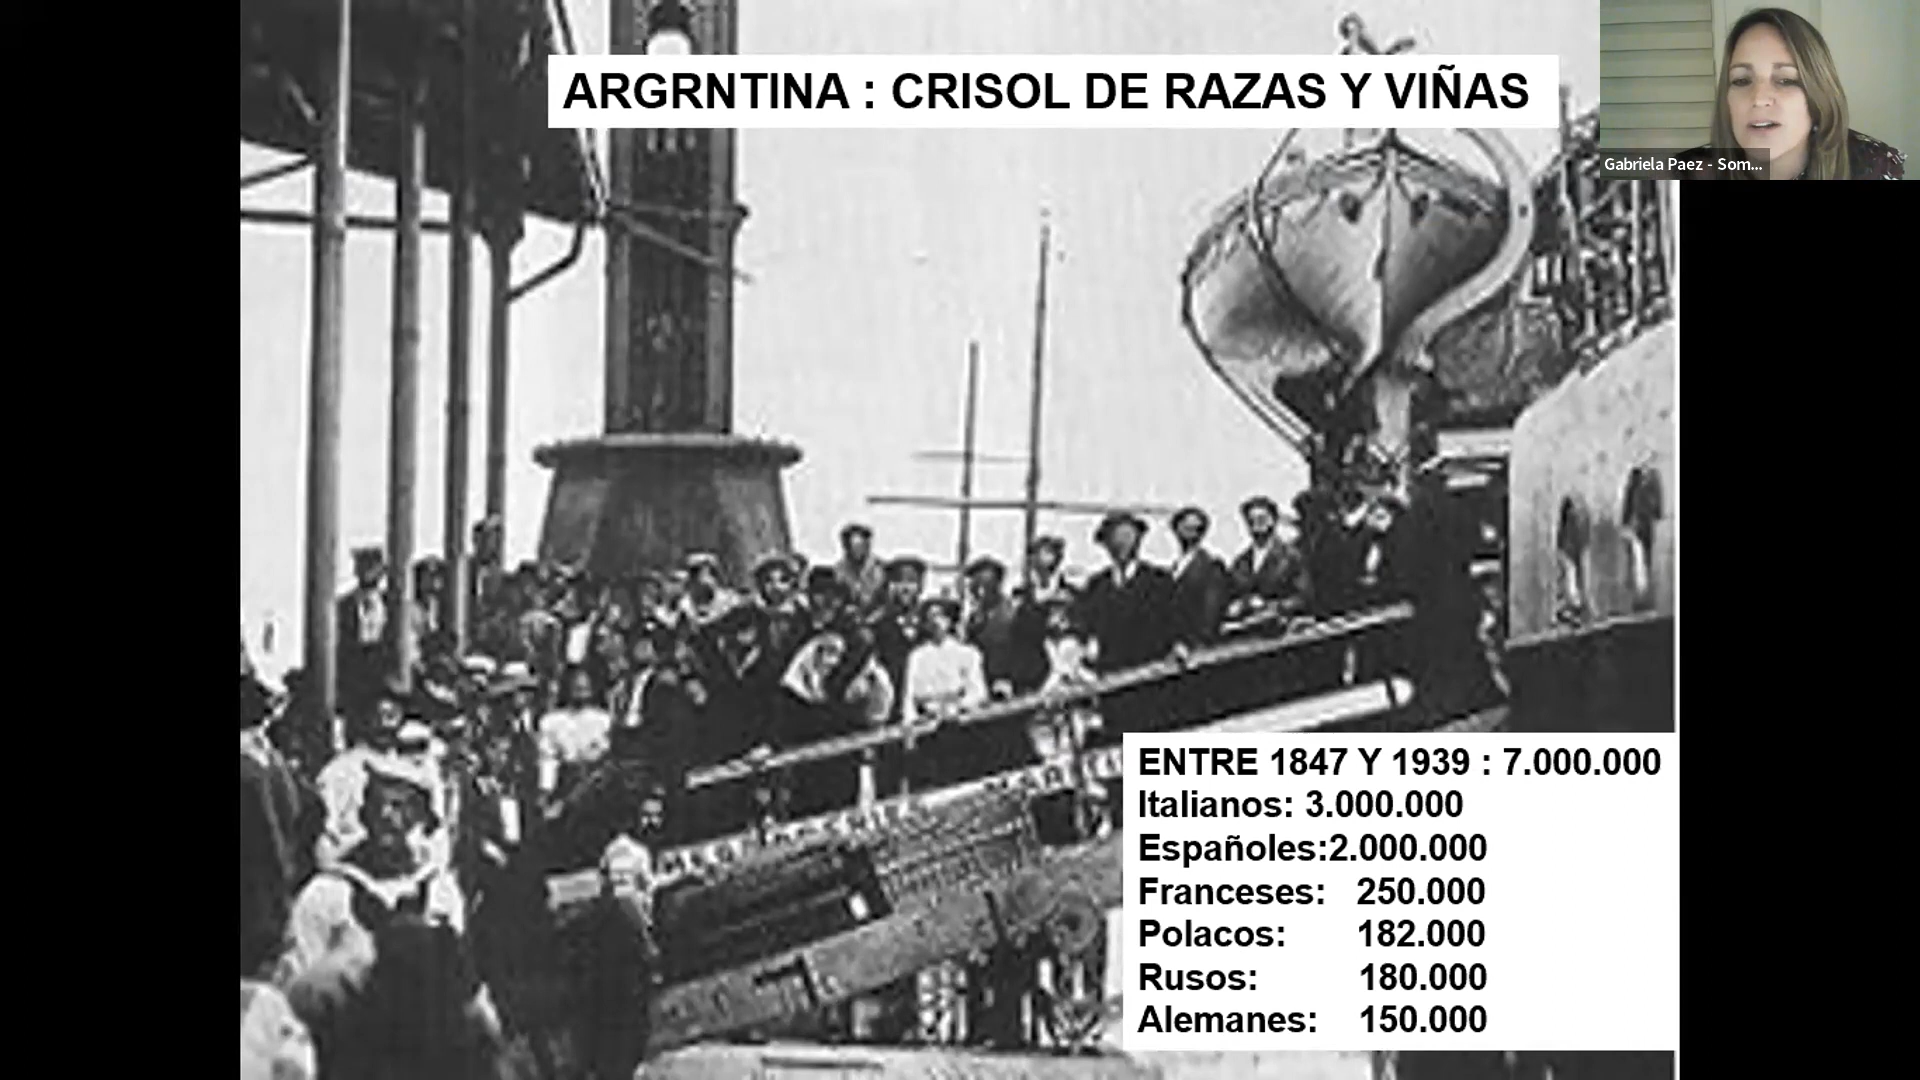 ARGRNTINA : CRISOL DE RAZAS Y VIÑAS
Gabriela Paez - Som...
ENTRE 1847 Y 1939 : 7.000.000
Italianos: 3.000.000
Españoles:2.000.000
Franceses: 250.000
Polacos: 182.000
Rusos: 180.000
Alemanes: 150.000